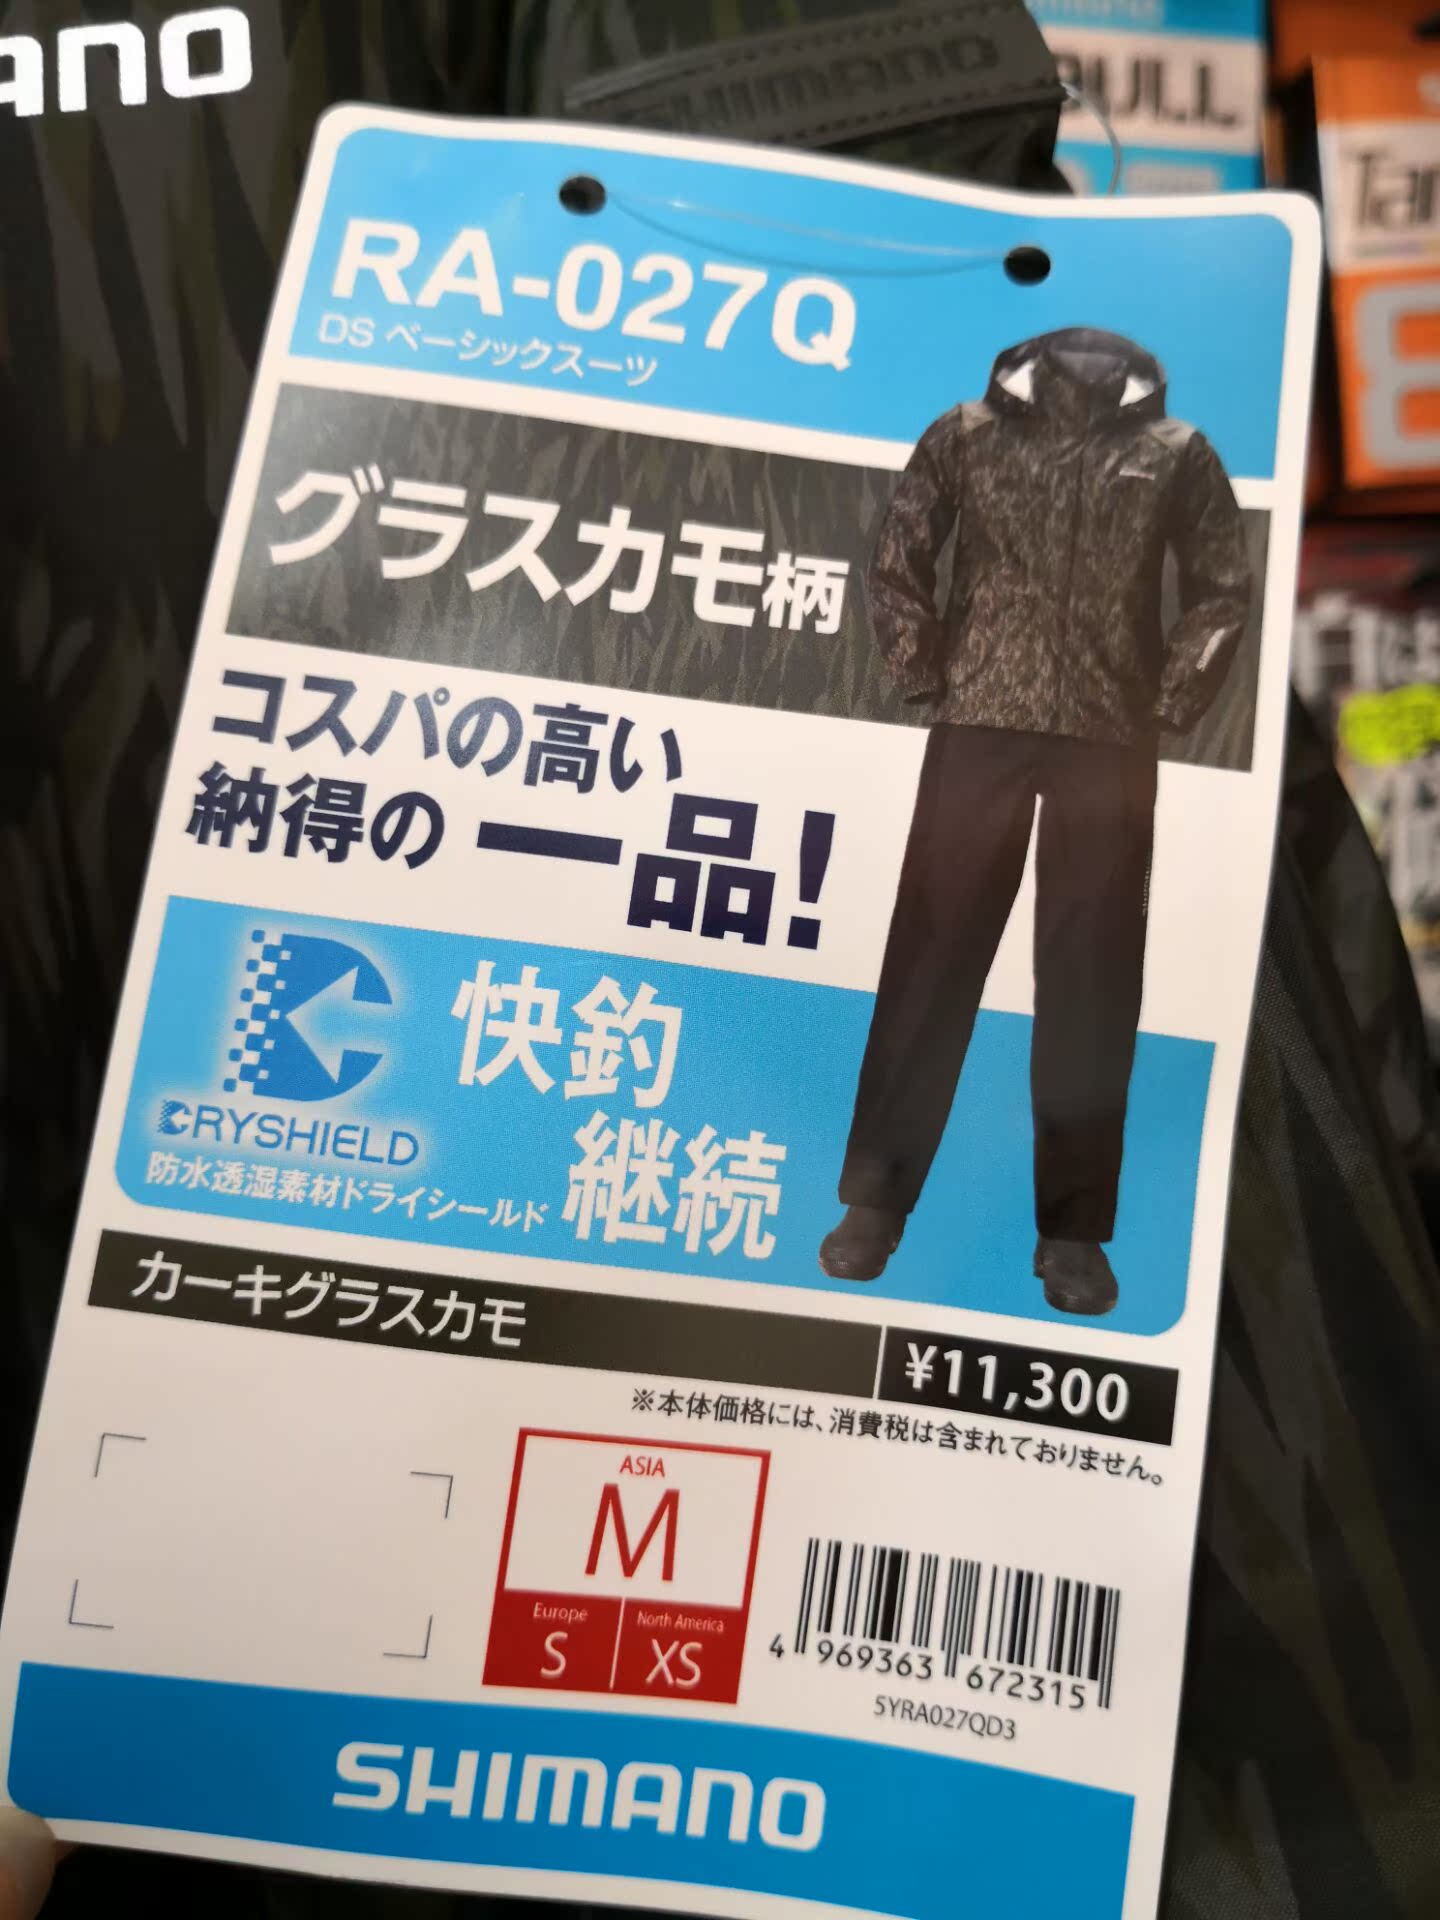 ANO
SHIMANO
BULL
RA-027Q
DS ベーシックスーツ
グラスカモ柄
コスパの高い
納得の一品!
快釣
継続
DRYSHIELD
防水透湿素材ドライシールド
カーキグラスカモ
¥11,300
※本体価格には、消費税は含まれておりません。
ASIA
M
Europe
S
North America
XS
4 969363 672315
5YRA027QD3
SHIMANO